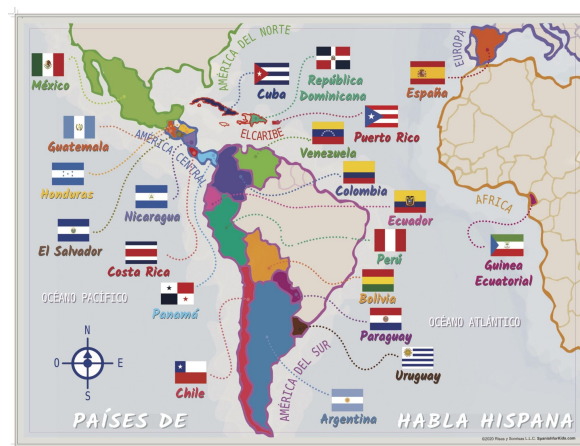 AMÉRICA DEL NORTE
EUROPA
México
Cuba
República
Dominicana
España
Guatemala
AMÉRICA CENTRAL
EL CARIBE
Puerto Rico
Venezuela
Honduras
Nicaragua
Colombia
Ecuador
ÁFRICA
El Salvador
Costa Rica
Perú
Guinea
Ecuatorial
OCÉANO PACÍFICO
Panamá
Bolivia
Paraguay
OCÉANO ATLÁNTICO
N
O
E
S
Chile
AMÉRICA DEL SUR
Uruguay
Argentina
PAÍSES DE
HABLA HISPANA